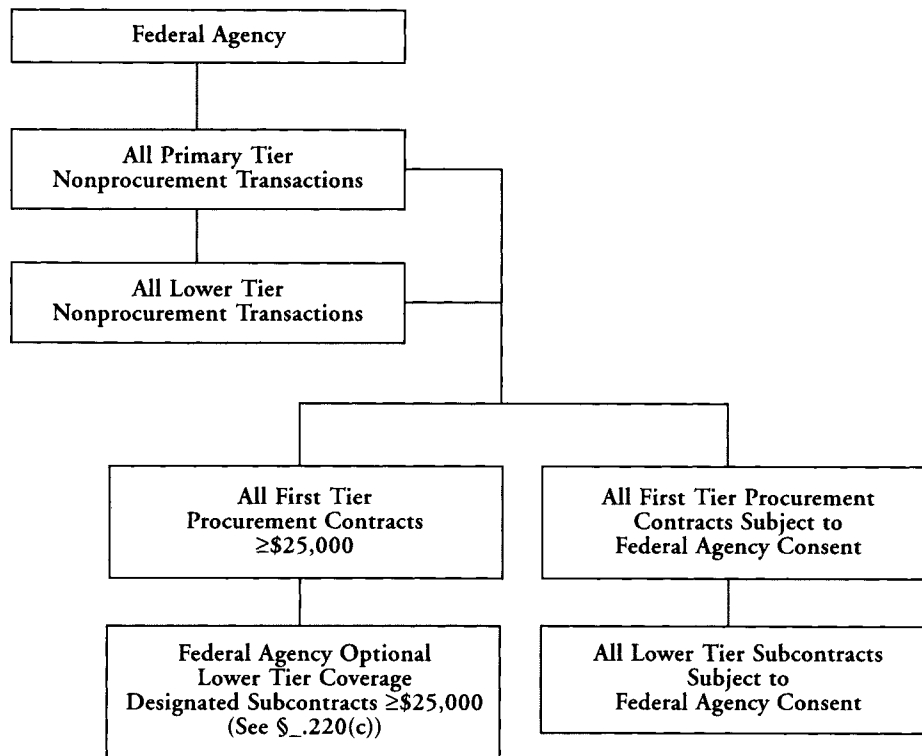 Federal Agency
All Primary Tier
Nonprocurement Transactions
All Lower Tier
Nonprocurement Transactions
All First Tier
Procurement Contracts
≥$25,000
All First Tier Procurement
Contracts Subject to
Federal Agency Consent
Federal Agency Optional
Lower Tier Coverage
Designated Subcontracts ≥$25,000
(See §_.220(c))
All Lower Tier Subcontracts
Subject to
Federal Agency Consent